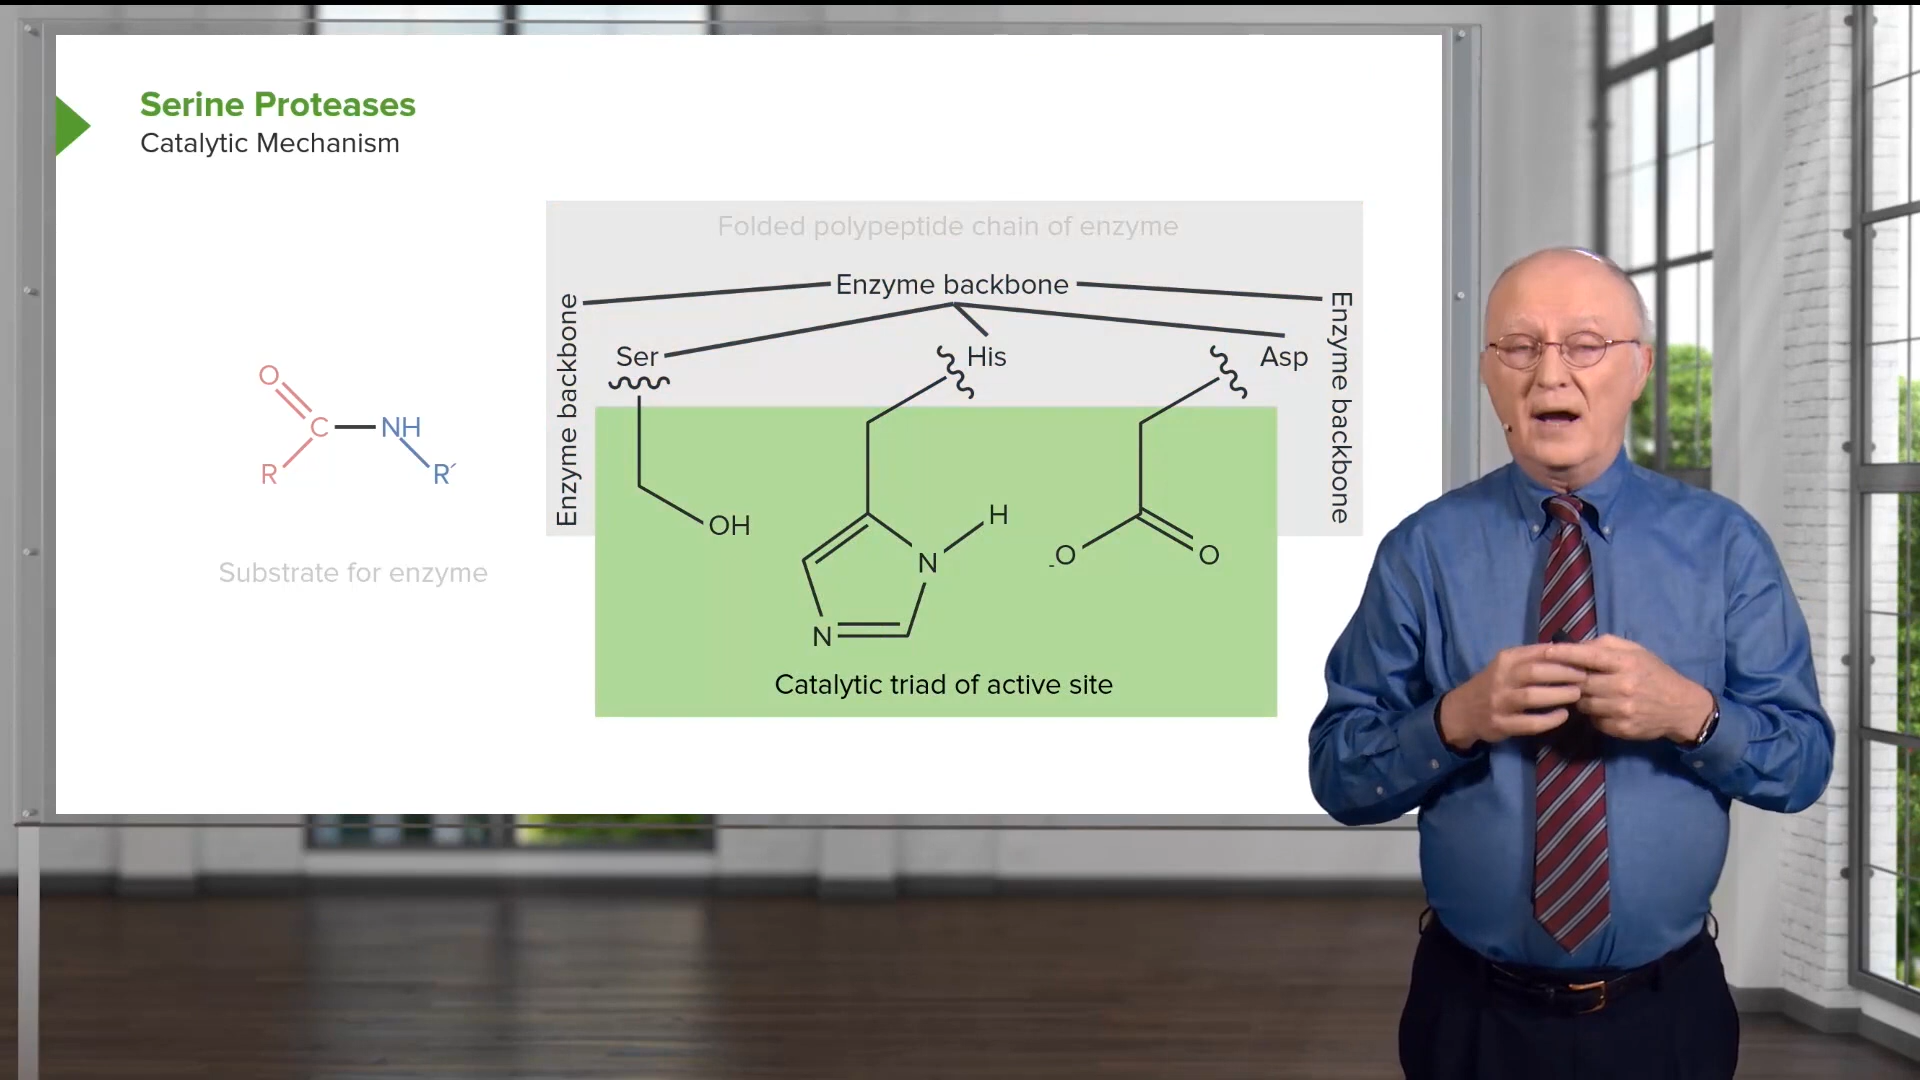 Serine Proteases
Catalytic Mechanism
Folded polypeptide chain of enzyme
Enzyme backbone
Enzyme backbone
Enzyme backbone
Ser
His
Asp
O
C
NH
R
R′
OH
H
N
N
-O
O
Substrate for enzyme
Catalytic triad of active site